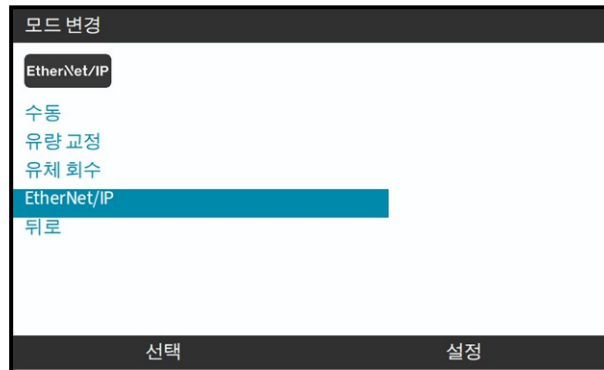 모드 변경
EtherNet/IP
수동
유량 교정
유체 회수
EtherNet/IP
뒤로
선택 설정